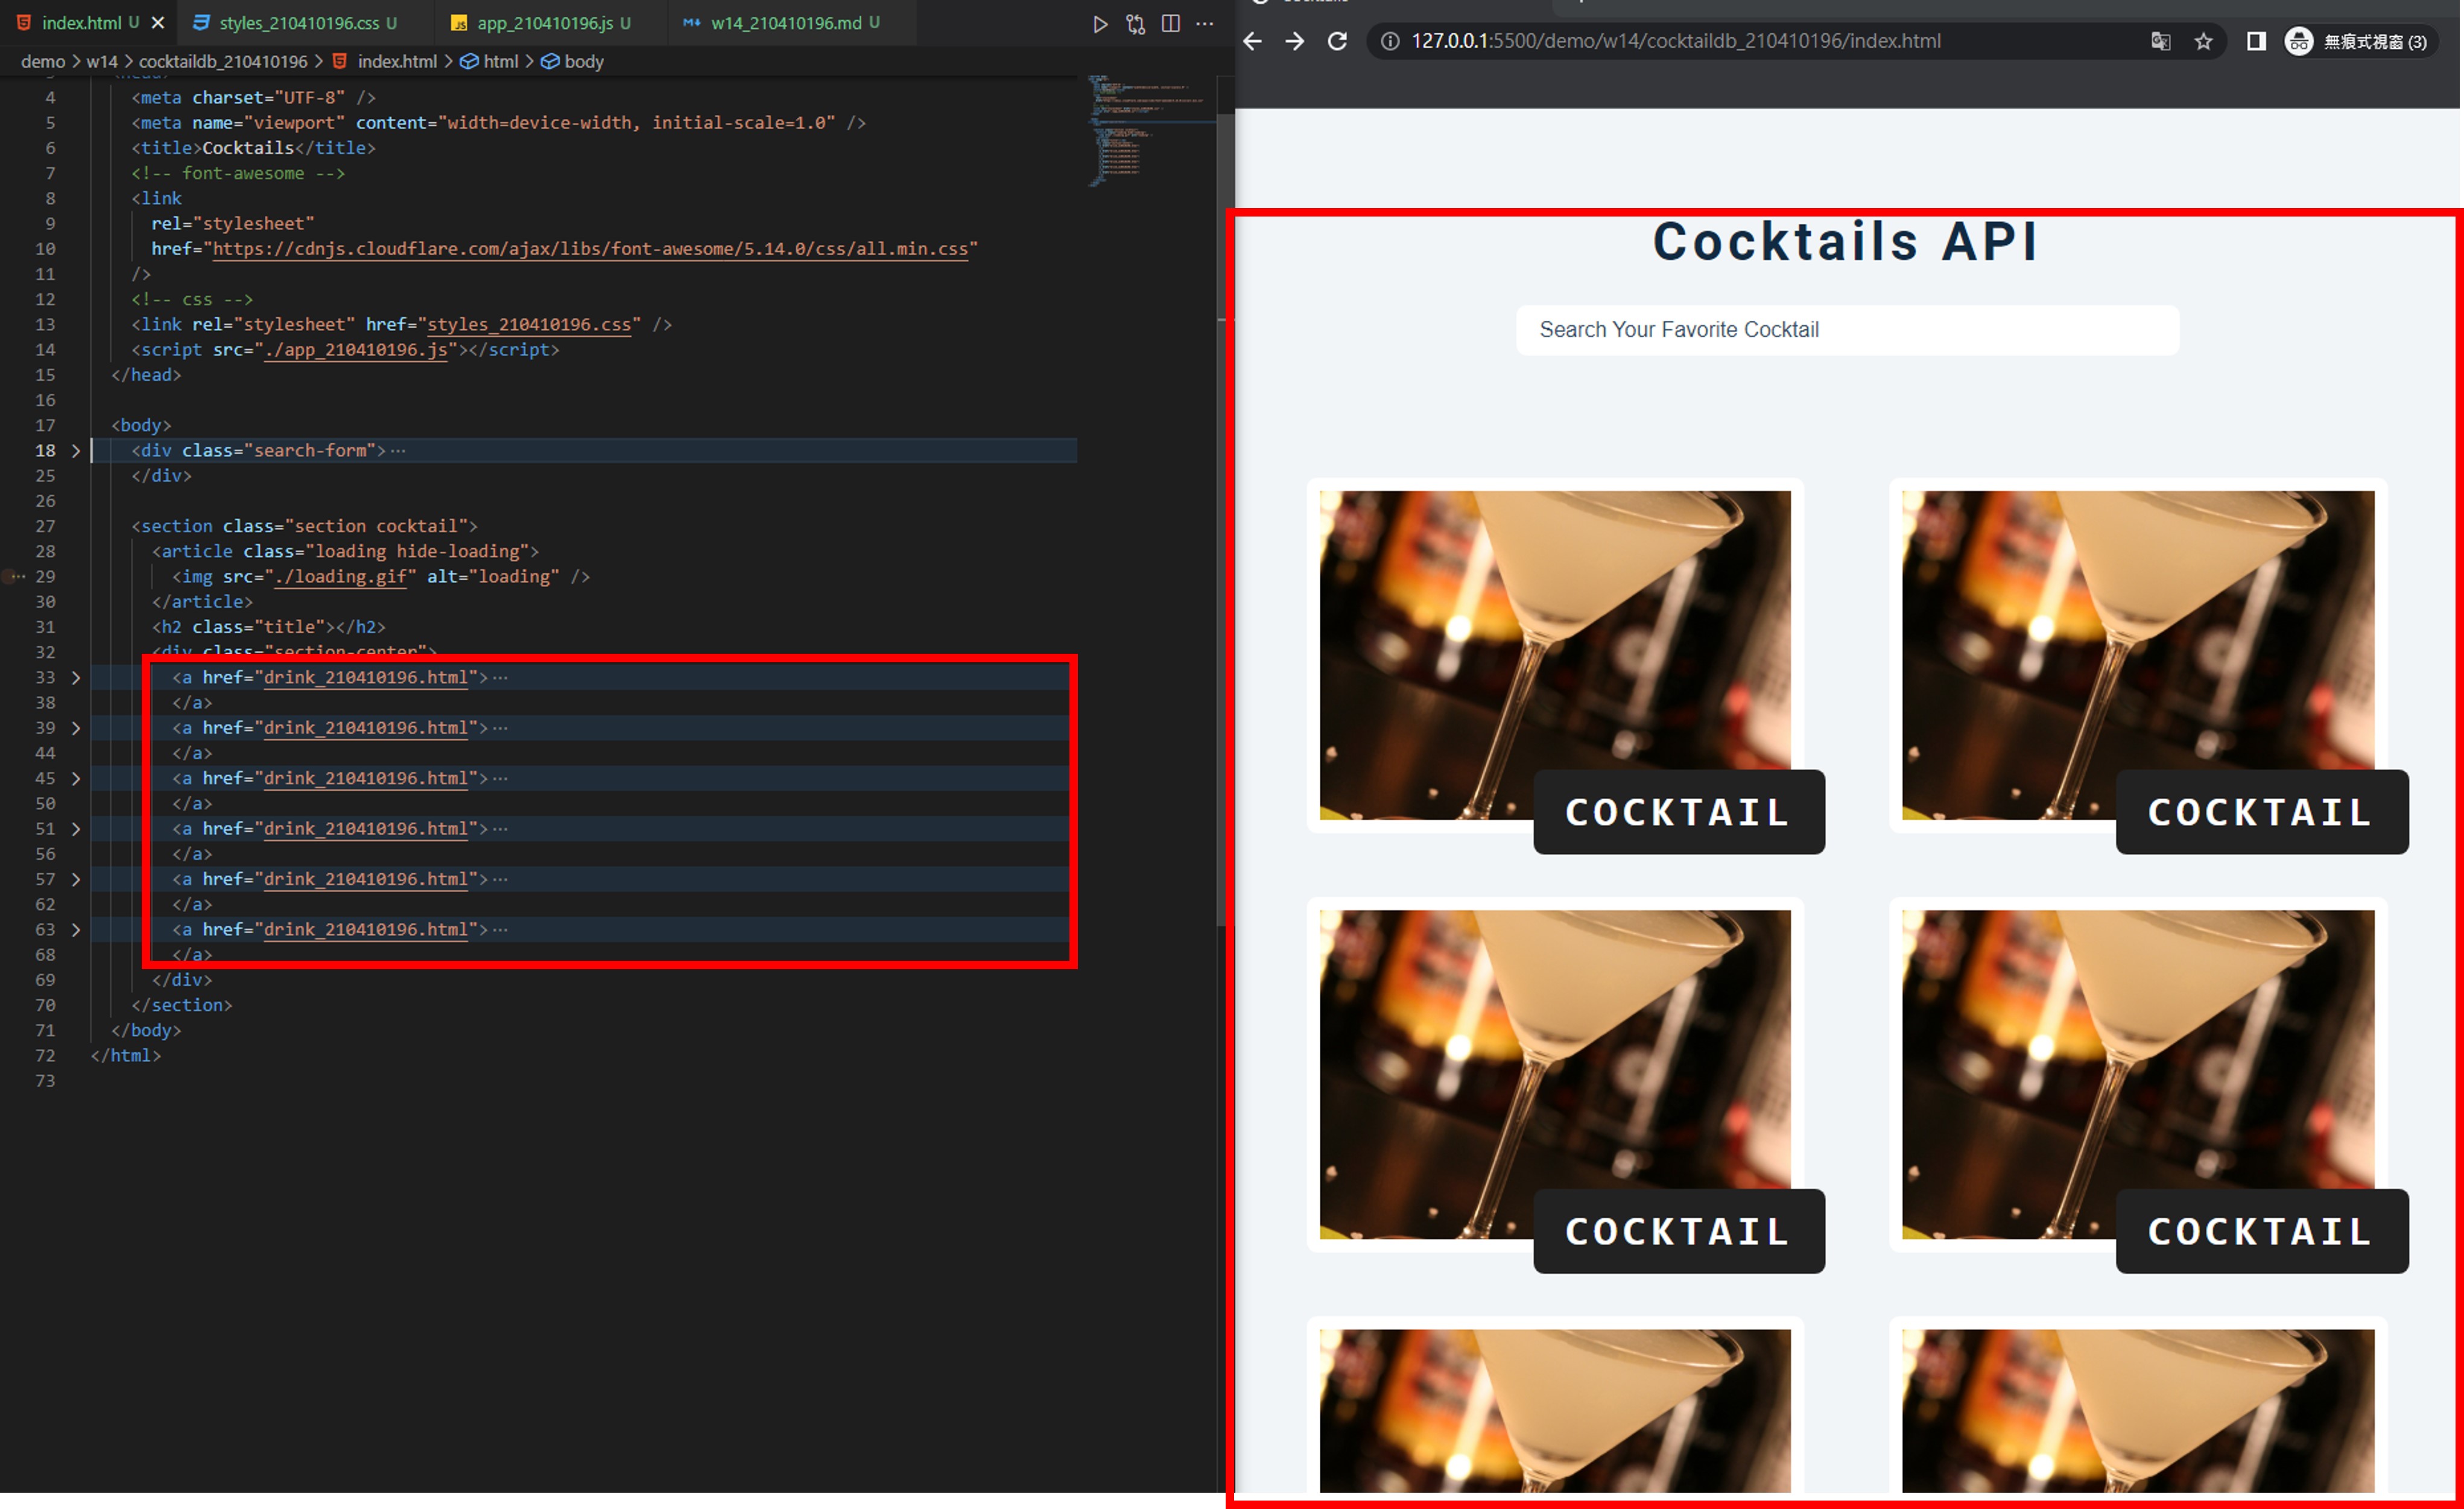 index.html U
styles_210410196.css U
app_210410196.js U
w14_210410196.md U
demo > w14 > cocktaildb_210410196 > index.html > html > body
4 <meta charset="UTF-8" />
5 <meta name="viewport" content="width=device-width, initial-scale=1.0" />
6 <title>Cocktails</title>
7 <!-- font-awesome -->
8 <link
9 rel="stylesheet"
10 href="https://cdnjs.cloudflare.com/ajax/libs/font-awesome/5.14.0/css/all.min.css"
11 />
12 <!-- css -->
13 <link rel="stylesheet" href="styles_210410196.css" />
14 <script src="./app_210410196.js"></script>
15 </head>
16
17 <body>
18 <div class="search-form">···
25 </div>
26
27 <section class="section cocktail">
28 <article class="loading hide-loading">
29 <img src="./loading.gif" alt="loading" />
30 </article>
31 <h2 class="title"></h2>
32 <div class="section-center">
33 <a href="drink_210410196.html">···
38 </a>
39 <a href="drink_210410196.html">···
44 </a>
45 <a href="drink_210410196.html">···
50 </a>
51 <a href="drink_210410196.html">···
56 </a>
57 <a href="drink_210410196.html">···
62 </a>
63 <a href="drink_210410196.html">···
68 </a>
69 </div>
70 </section>
71 </body>
72 </html>
73
127.0.0.1:5500/demo/w14/cocktaildb_210410196/index.html
無痕式視窗 (3)
Cocktails API
Search Your Favorite Cocktail
COCKTAIL
COCKTAIL
COCKTAIL
COCKTAIL